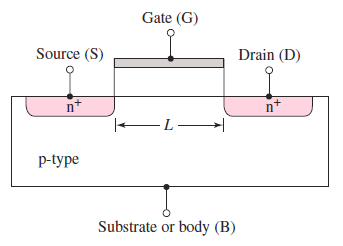 Gate (G)
Source (S)
Drain (D)
n+
n+
L
p-type
Substrate or body (B)